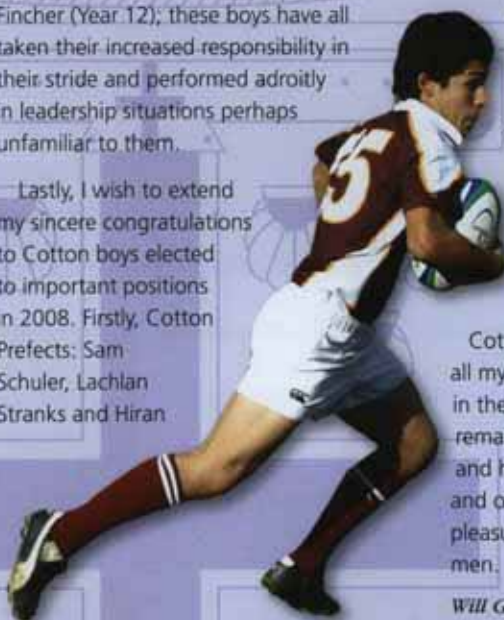 Fincher (Year 12); these boys have all
taken their increased responsibility in
their stride and performed adroitly
in leadership situations perhaps
unfamiliar to them.
Lastly, I wish to extend
my sincere congratulations
to Cotton boys elected
to important positions
in 2008. Firstly, Cotton
Prefects: Sam
Schuler, Lachlan
Stranks and Hiran
15
all my
in the
and
and
pleasu
men.
Will G